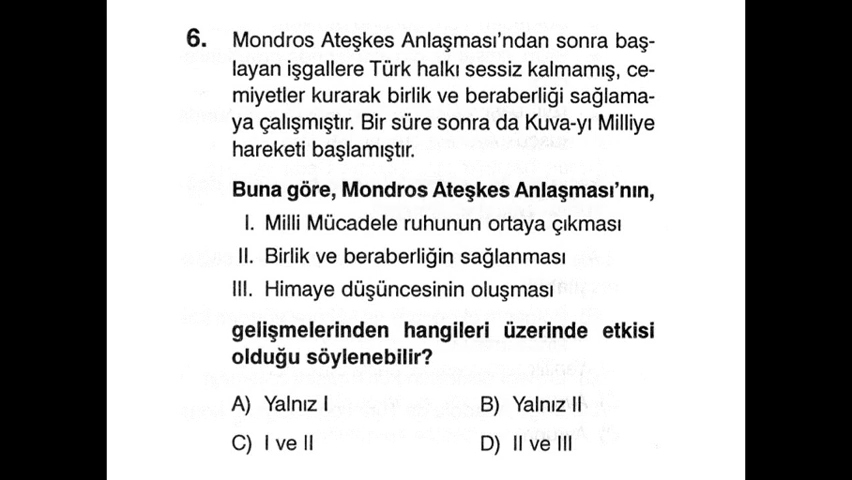 6. Mondros Ateşkes Anlaşması'ndan sonra baş-
layan işgallere Türk halkı sessiz kalmamış, ce-
miyetler kurarak birlik ve beraberliği sağlama-
ya çalışmıştır. Bir süre sonra da Kuva-yı Milliye
hareketi başlamıştır.
Buna göre, Mondros Ateşkes Anlaşması'nın,
I. Milli Mücadele ruhunun ortaya çıkması
II. Birlik ve beraberliğin sağlanması
III. Himaye düşüncesinin oluşması
gelişmelerinden hangileri üzerinde etkisi
olduğu söylenebilir?
A) Yalnız I B) Yalnız II
C) I ve II D) II ve III